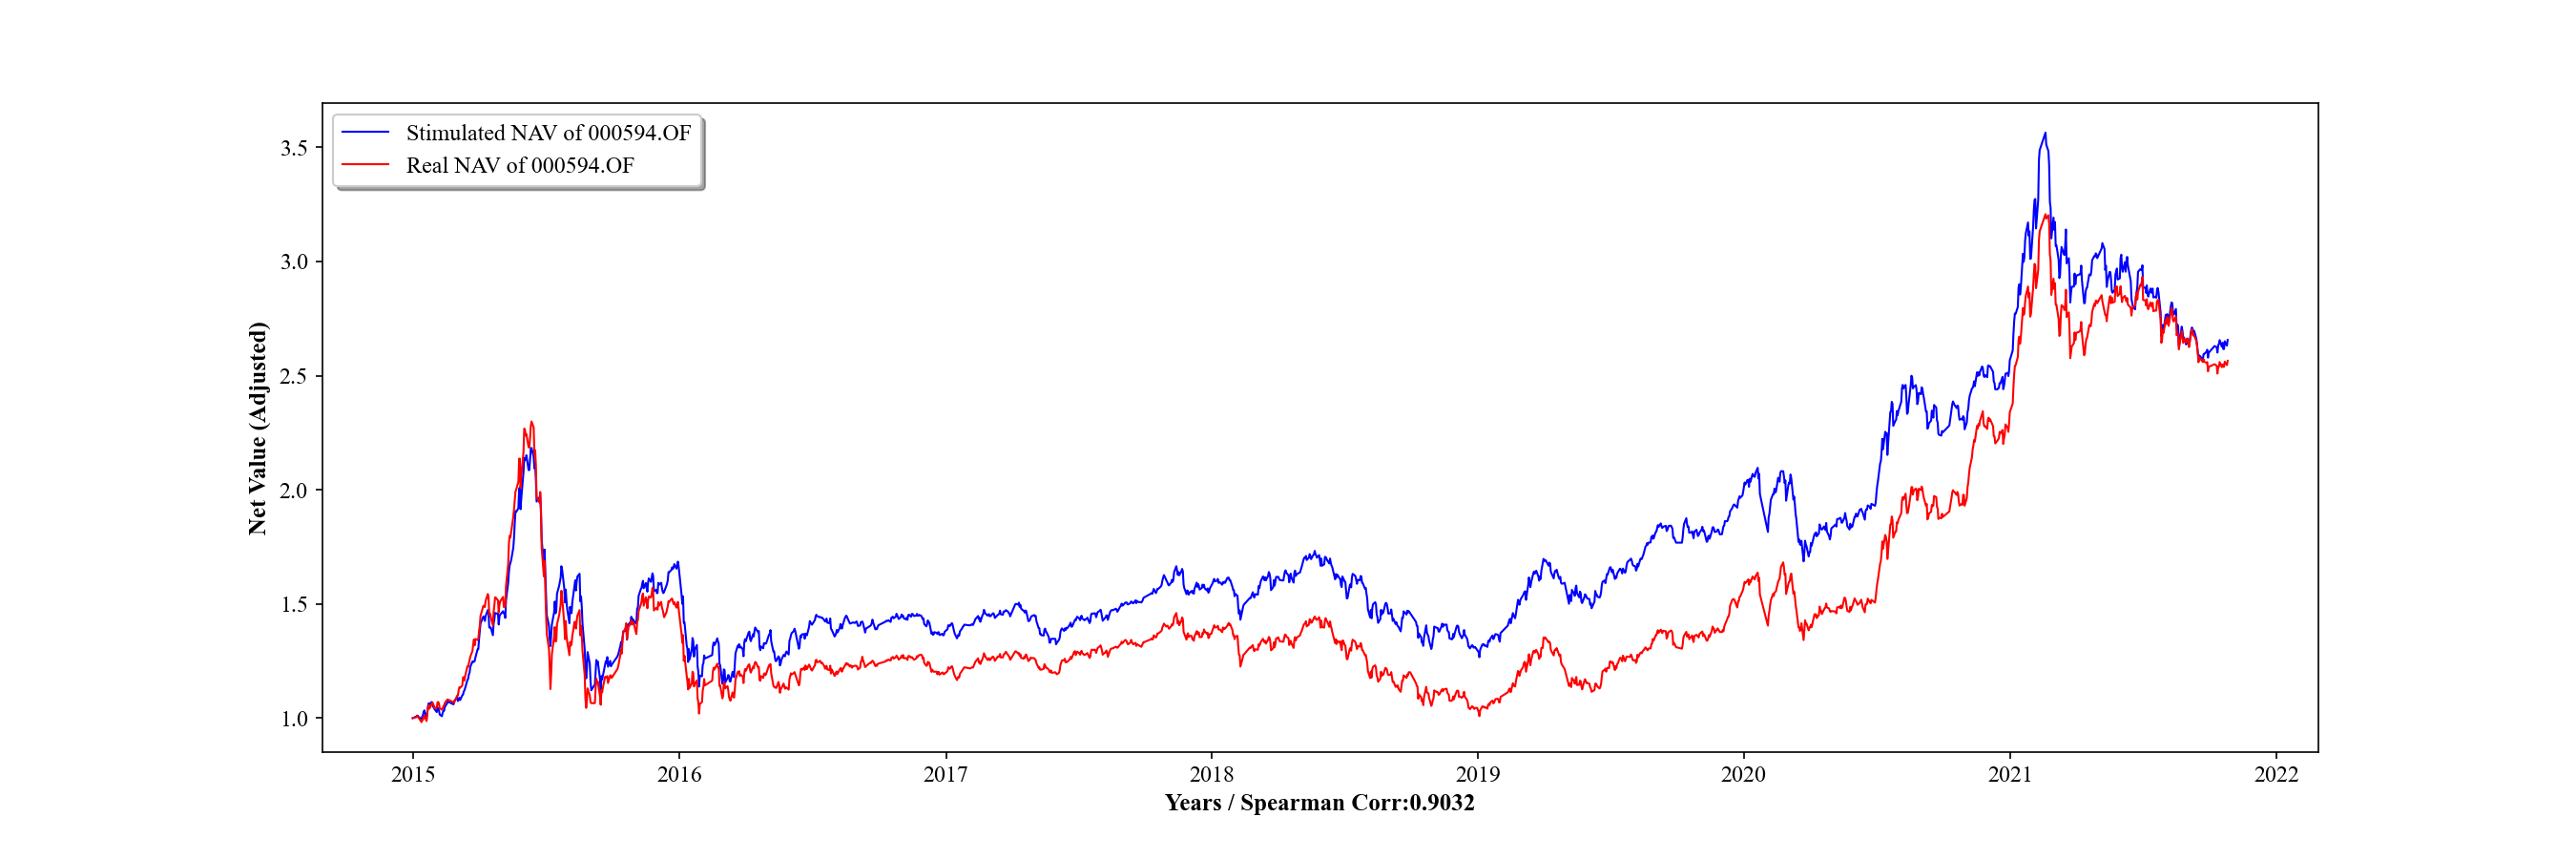 Stimulated NAV of 000594.OF
Real NAV of 000594.OF
3.5
3.0
2.5
2.0
1.5
1.0
Net Value (Adjusted)
2015 2016 2017 2018 2019 2020 2021 2022
Years / Spearman Corr:0.9032